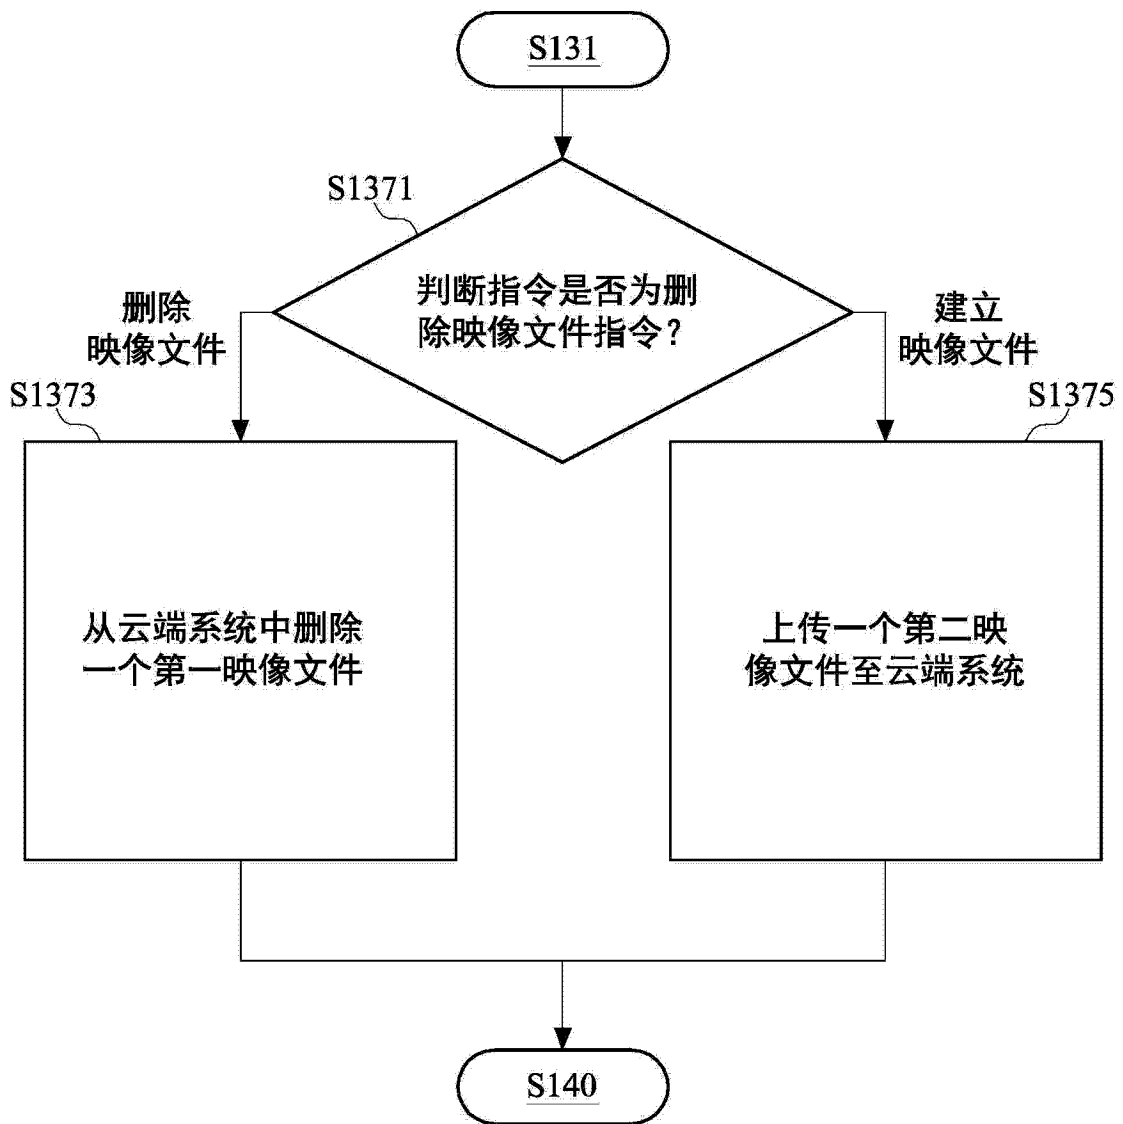 S131
S1371
判断指令是否为删
除映像文件指令?
删除
映像文件
建立
映像文件
S1373
S1375
从云端系统中删除
一个第一映像文件
上传一个第二映
像文件至云端系统
S140